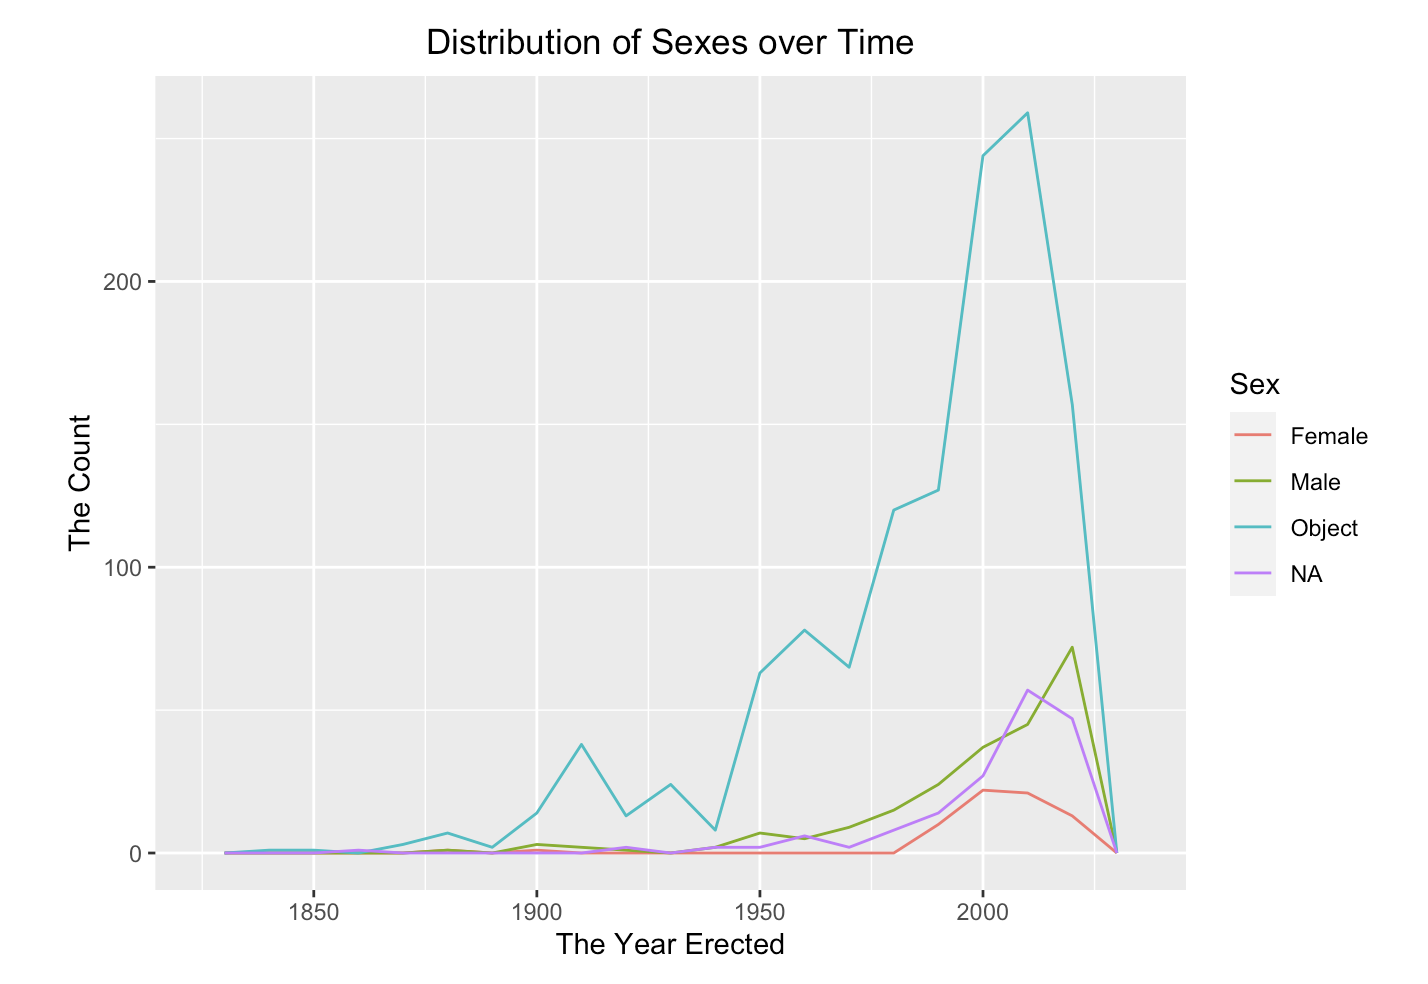 Distribution of Sexes over Time
The Count
200
100
0
1850
1900
1950
2000
The Year Erected
Sex
Female
Male
Object
NA